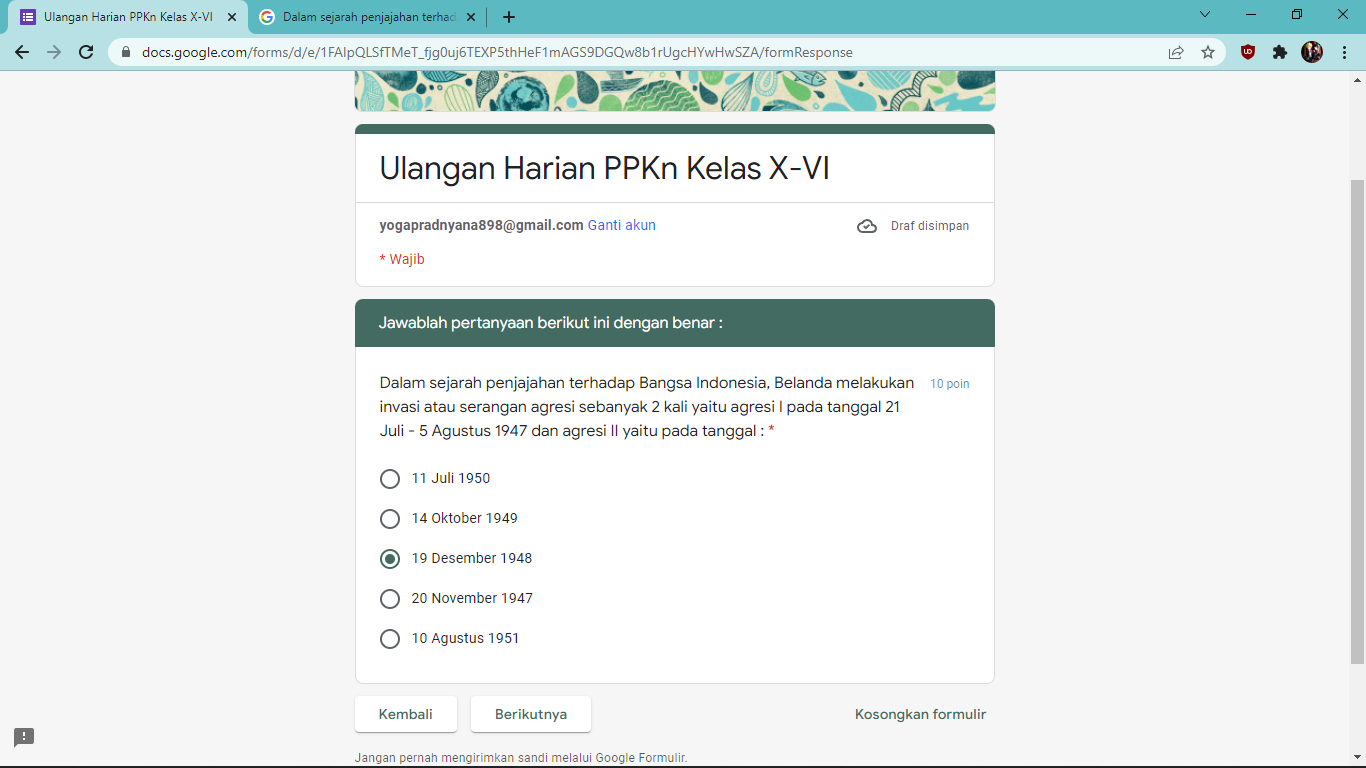 Ulangan Harian PPKn Kelas X-VI
Dalam sejarah penjajahan terhad
docs.google.com/forms/d/e/1FAIpQLSfTMeT_fjg0uj6TEXP5thHeF1mAGS9DGQw8b1rUgcHYwHwSZA/formResponse
Ulangan Harian PPKn Kelas X-VI
yogapradnyana898@gmail.com Ganti akun
Draf disimpan
* Wajib
Jawablah pertanyaan berikut ini dengan benar :
Dalam sejarah penjajahan terhadap Bangsa Indonesia, Belanda melakukan
10 poin
invasi atau serangan agresi sebanyak 2 kali yaitu agresi I pada tanggal 21
Juli - 5 Agustus 1947 dan agresi II yaitu pada tanggal : *
11 Juli 1950
14 Oktober 1949
19 Desember 1948
20 November 1947
10 Agustus 1951
Kembali
Berikutnya
Kosongkan formulir
Jangan pernah mengirimkan sandi melalui Google Formulir.